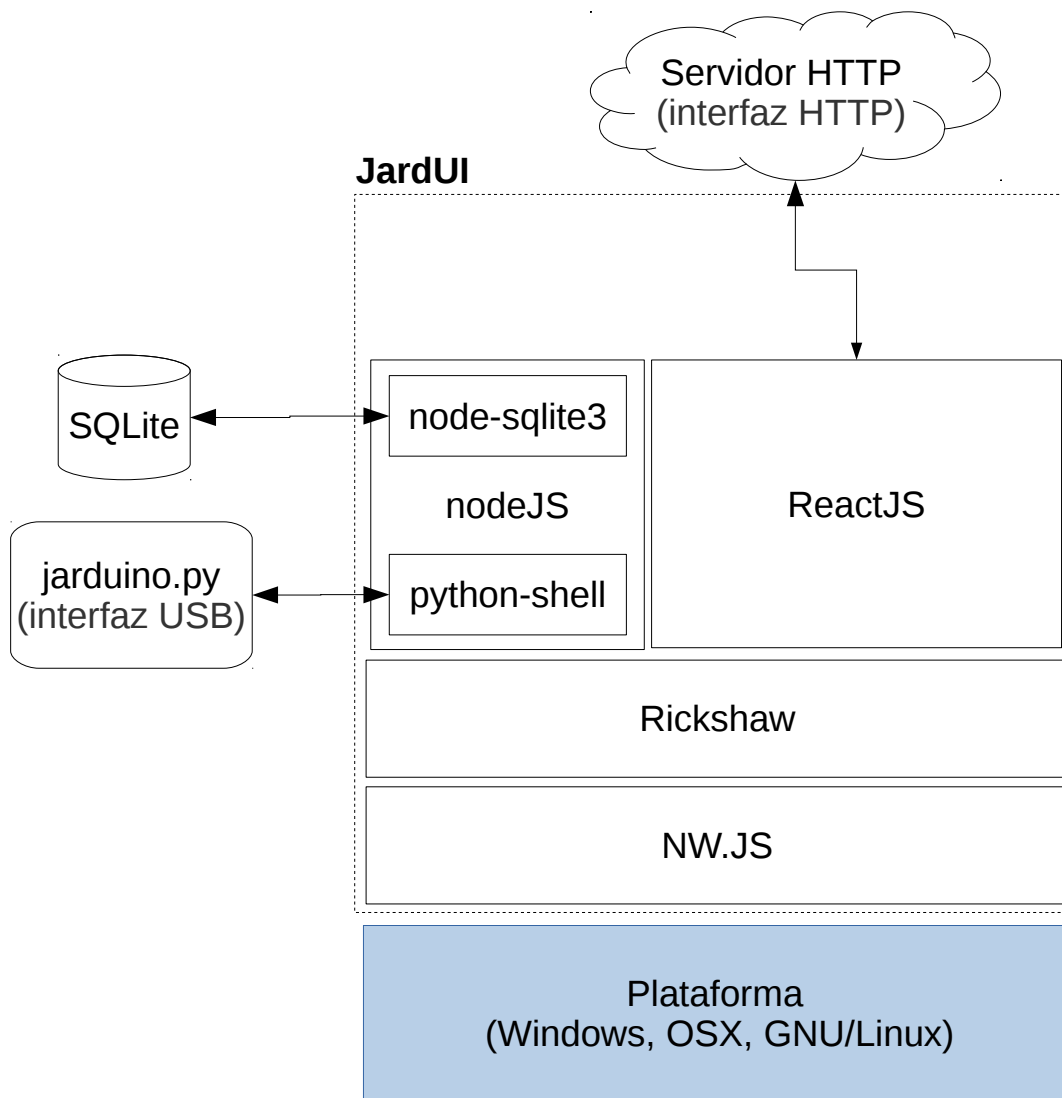 Servidor HTTP
(interfaz HTTP)
JardUI
SQLite
node-sqlite3
nodeJS
ReactJS
jarduino.py
(interfaz USB)
python-shell
Rickshaw
NW.JS
Plataforma
(Windows, OSX, GNU/Linux)